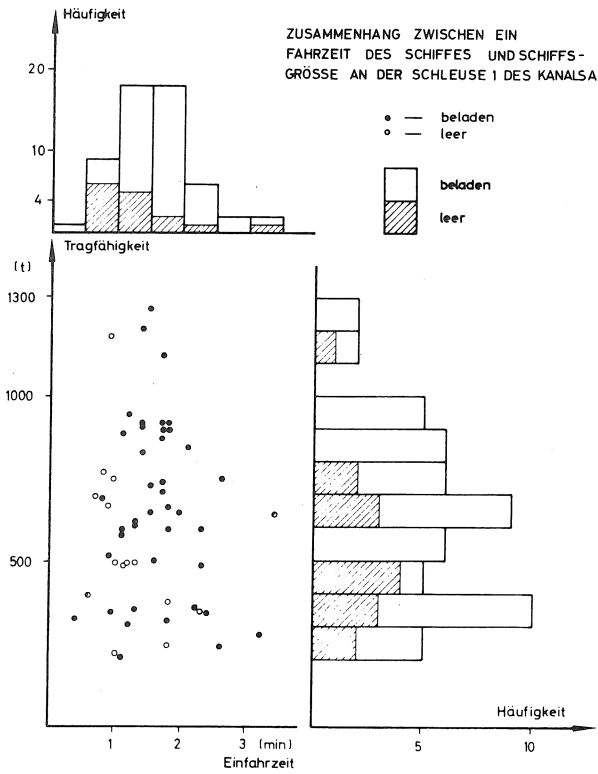 Häufigkeit
ZUSAMMENHANG ZWISCHEN EIN
FAHRZEIT DES SCHIFFES UND SCHIFFS-
GRÖSSE AN DER SCHLEUSE 1 DES KANALSA
20
10
4
beladen
leer
beladen
leer
Tragfähigkeit
(t)
1300
1000
500
1 2 3 (min)
Einfahrzeit
Häufigkeit
5 10